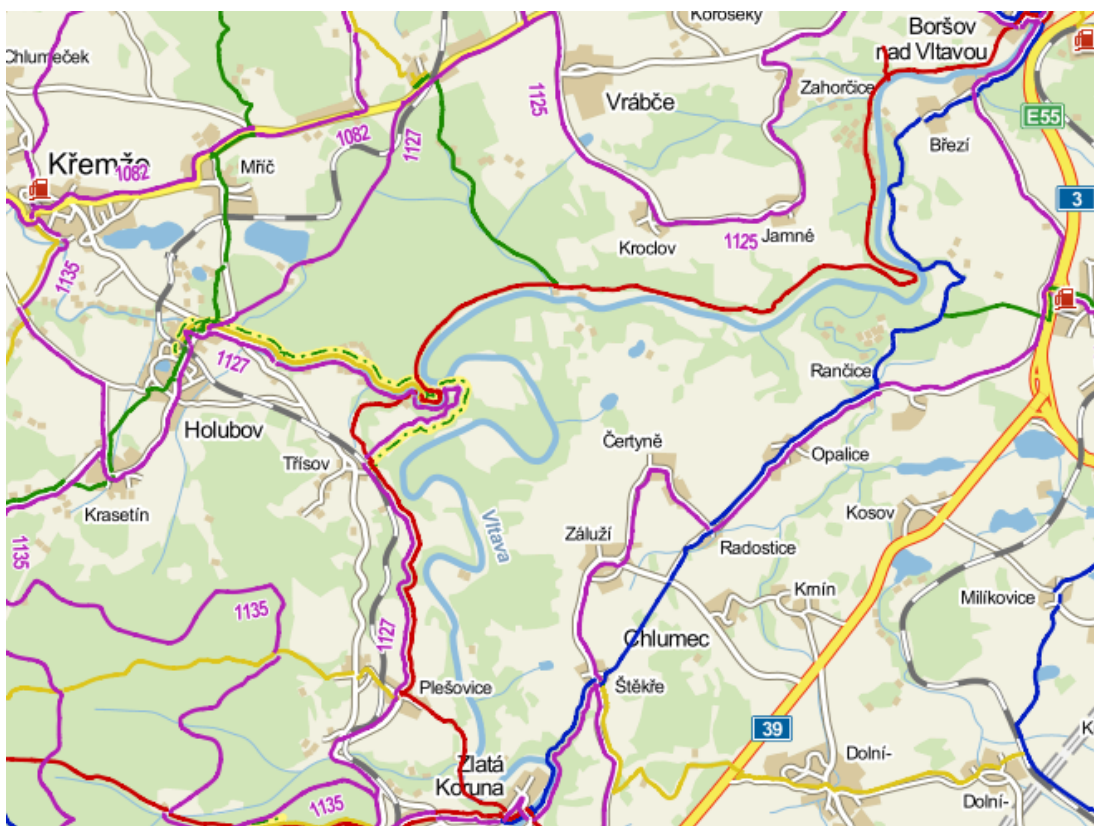 Koroseky
Boršov
nad Vltavou
Chlumeček
1125
Vrábče
Zahorčice
E55
1082
1127
Křemže
1082
Mříč
Březí
3
Kroclov
1125
Jamné
1135
1127
Rančice
Holubov
Třísov
Čertyně
Opalice
Krasetín
Vltava
Záluží
Kosov
Radostice
1135
1135
Krnín
Milíkovice
1127
Chlumec
Plešovice
Štěkře
39
Zlatá
Koruna
Dolní-
1135
Dolní-
K